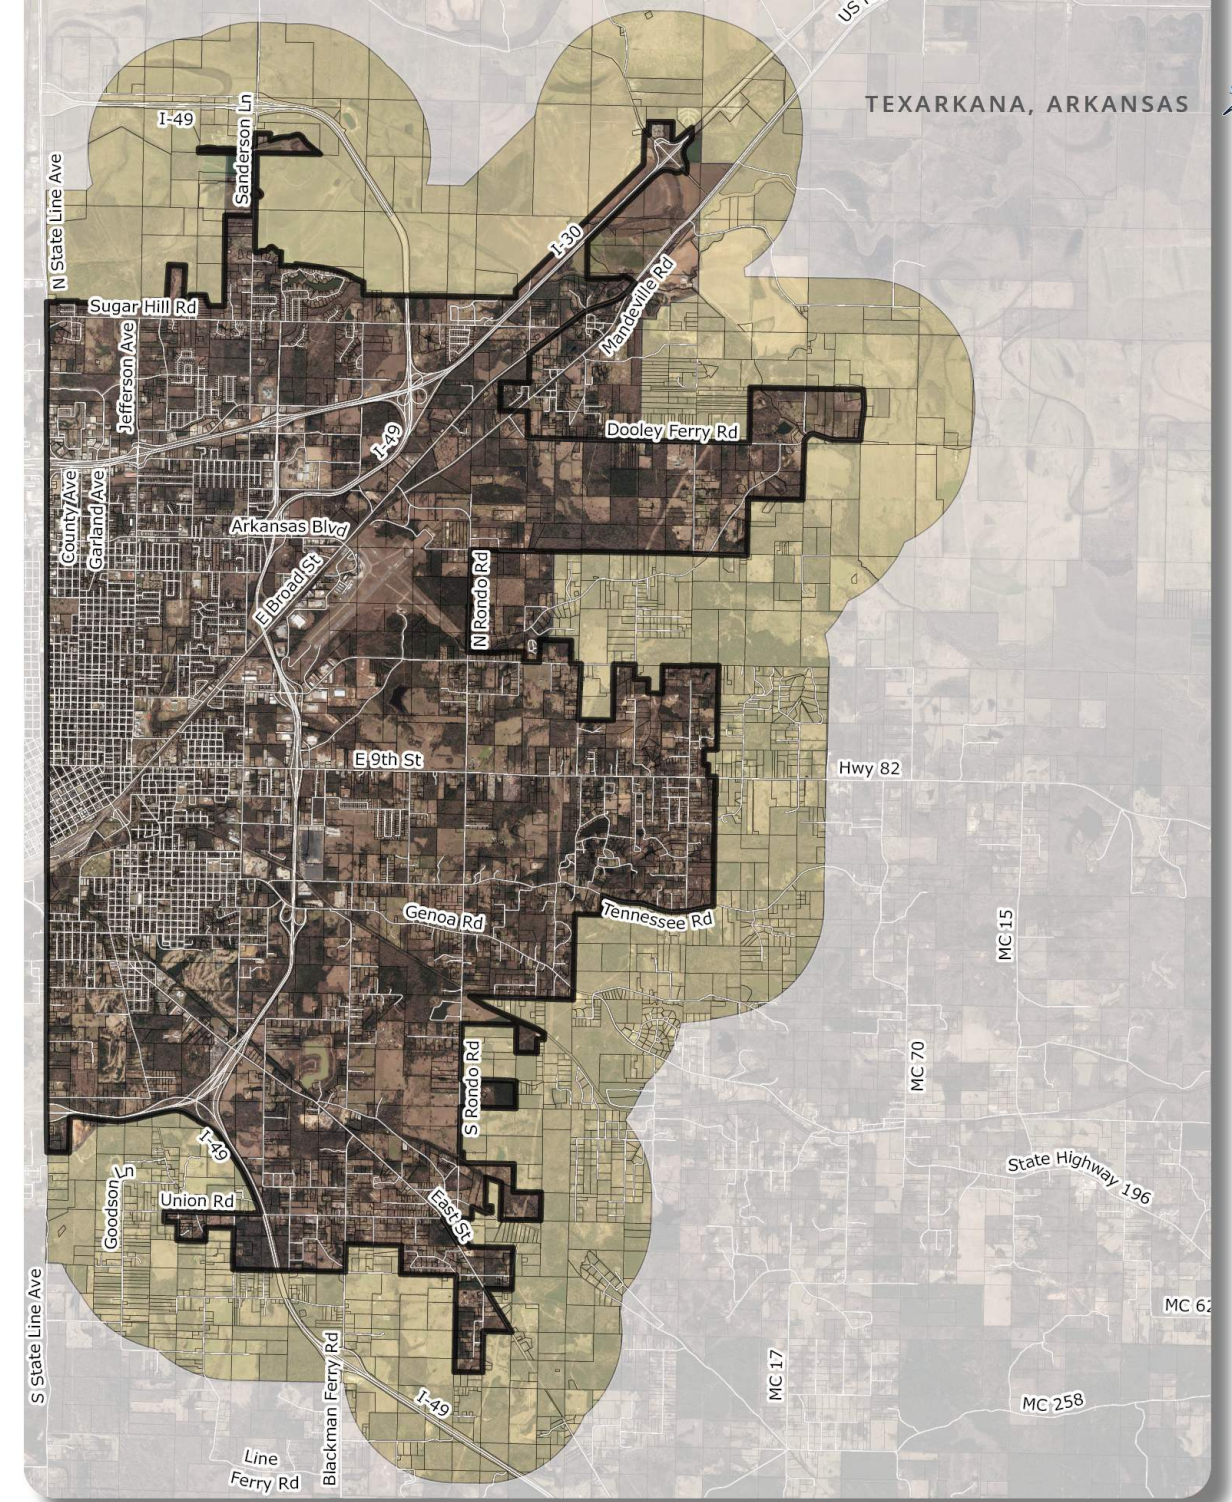 US
TEXARKANA, ARKANSAS
I-49
Sanderson Ln
N State Line Ave
I-30
Sugar Hill Rd
Mandeville Rd
Jefferson Ave
Dooley Ferry Rd
I-49
County Ave
Garland Ave
Arkansas Blvd
E Broad St
N Rondo Rd
E 9th St
Hwy 82
Genoa Rd
Tennessee Rd
MC 15
S Rondo Rd
MC 70
I-49
State Highway 196
Goodson Ln
Union Rd
East St
S State Line Ave
MC 62
Blackman Ferry Rd
MC 17
I-49
MC 258
Line
Ferry Rd